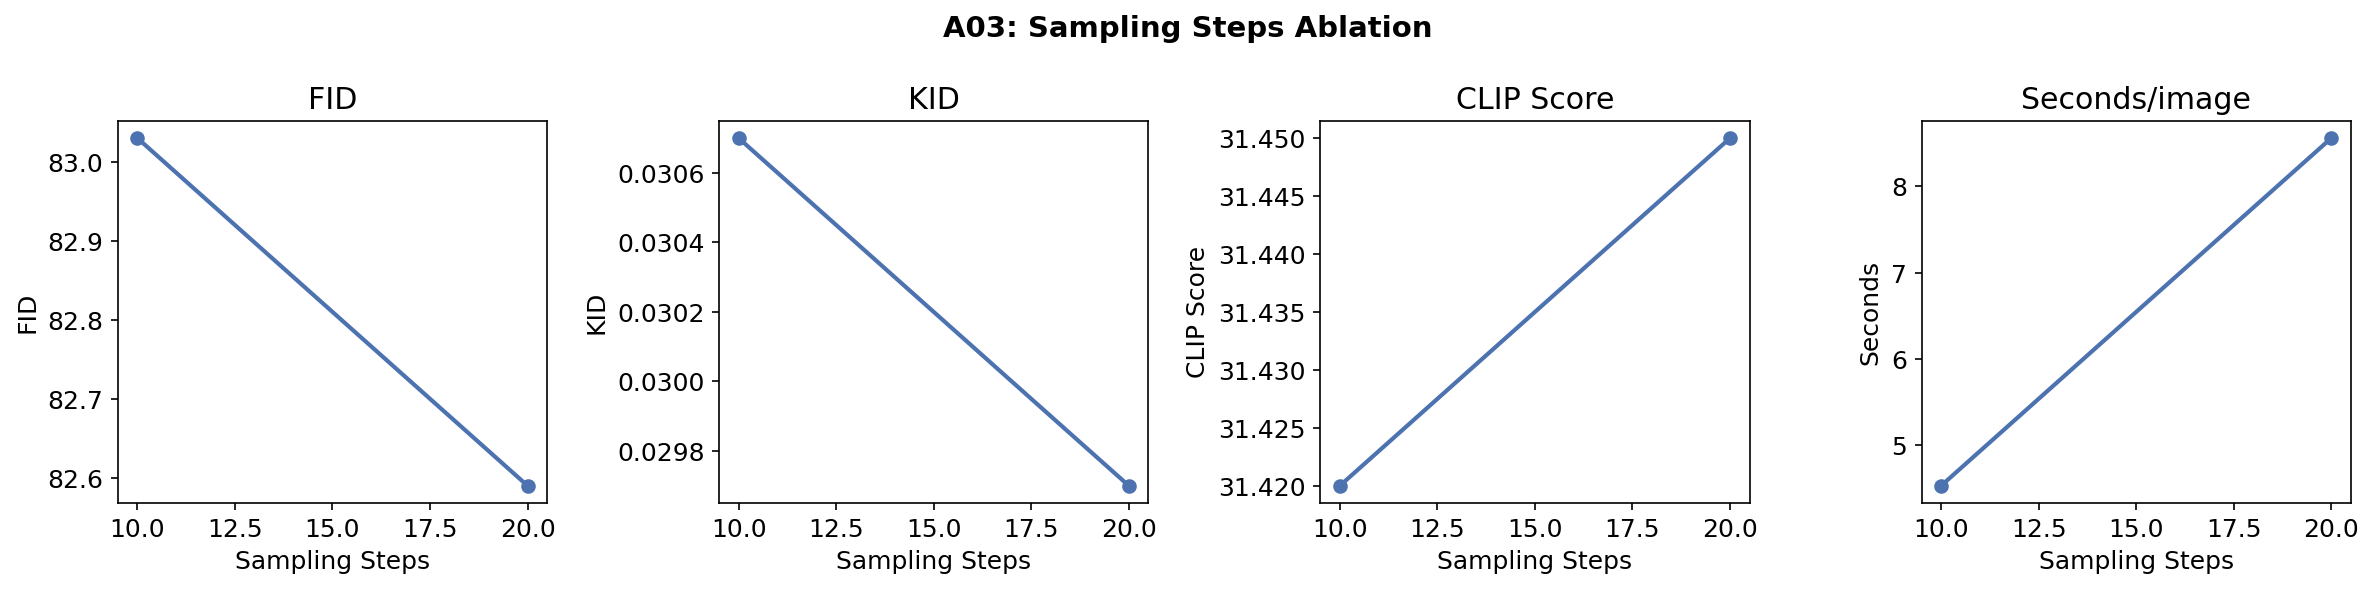 A03: Sampling Steps Ablation
FID
83.0
82.9
82.8
82.7
82.6
FID
10.0 12.5 15.0 17.5 20.0
Sampling Steps
KID
0.0306
0.0304
0.0302
0.0300
0.0298
KID
10.0 12.5 15.0 17.5 20.0
Sampling Steps
CLIP Score
31.450
31.445
31.440
31.435
31.430
31.425
31.420
CLIP Score
10.0 12.5 15.0 17.5 20.0
Sampling Steps
Seconds/image
8
7
6
5
Seconds
10.0 12.5 15.0 17.5 20.0
Sampling Steps